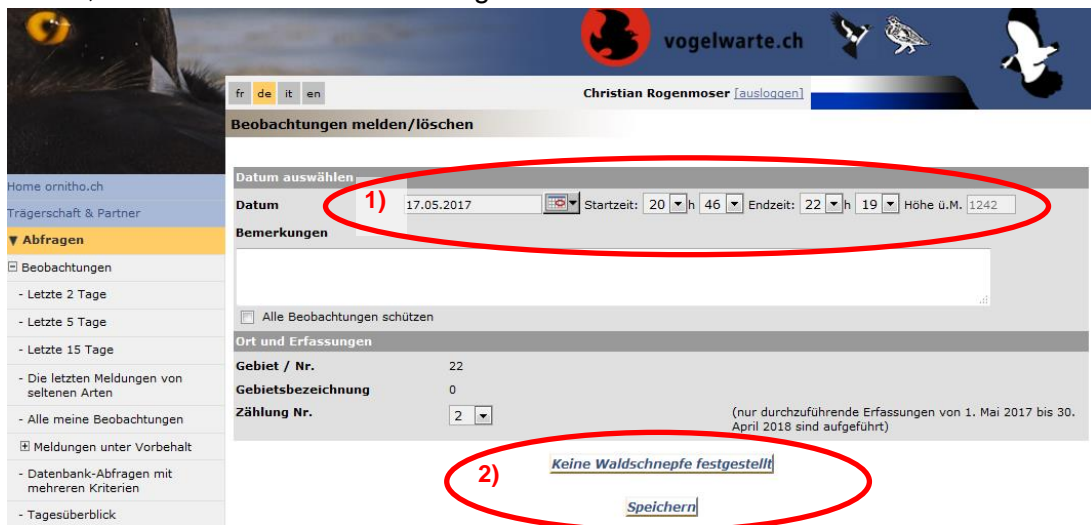 vogelwarte.ch
fr de it en
Christian Rogenmoser [ausloggen]
Beobachtungen melden/löschen
Home ornitho.ch
Trägerschaft & Partner
▼ Abfragen
Beobachtungen
- Letzte 2 Tage
- Letzte 5 Tage
- Letzte 15 Tage
- Die letzten Meldungen von
seltenen Arten
- Alle meine Beobachtungen
Meldungen unter Vorbehalt
- Datenbank-Abfragen mit
mehreren Kriterien
- Tagesüberblick
Datum auswählen
1)
Datum 17.05.2017 Startzeit: 20 h 46 Endzeit: 22 h 19 Höhe ü.M. 1242
Bemerkungen
Alle Beobachtungen schützen
Ort und Erfassungen
Gebiet / Nr. 22
Gebietsbezeichnung 0
Zählung Nr. 2 (nur durchzuführende Erfassungen von 1. Mai 2017 bis 30.
April 2018 sind aufgeführt)
2)
Keine Waldschnepfe festgestellt
Speichern